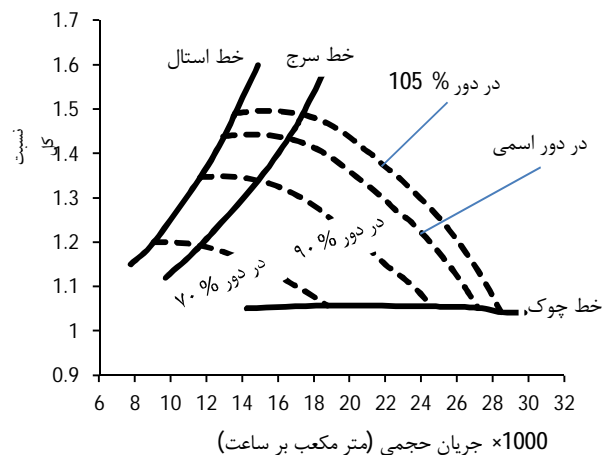 1.7
1.6
1.5
1.4
1.3
1.2
1.1
1
0.9
نسبت
کل
خط استال
خط سرج
در دور % 105
در دور اسمی
در دور % ۹۰
در دور % ۷۰
خط چوک
6 8 10 12 14 16 18 20 22 24 26 28 30 32
جریان حجمی (متر مکعب بر ساعت) ×1000